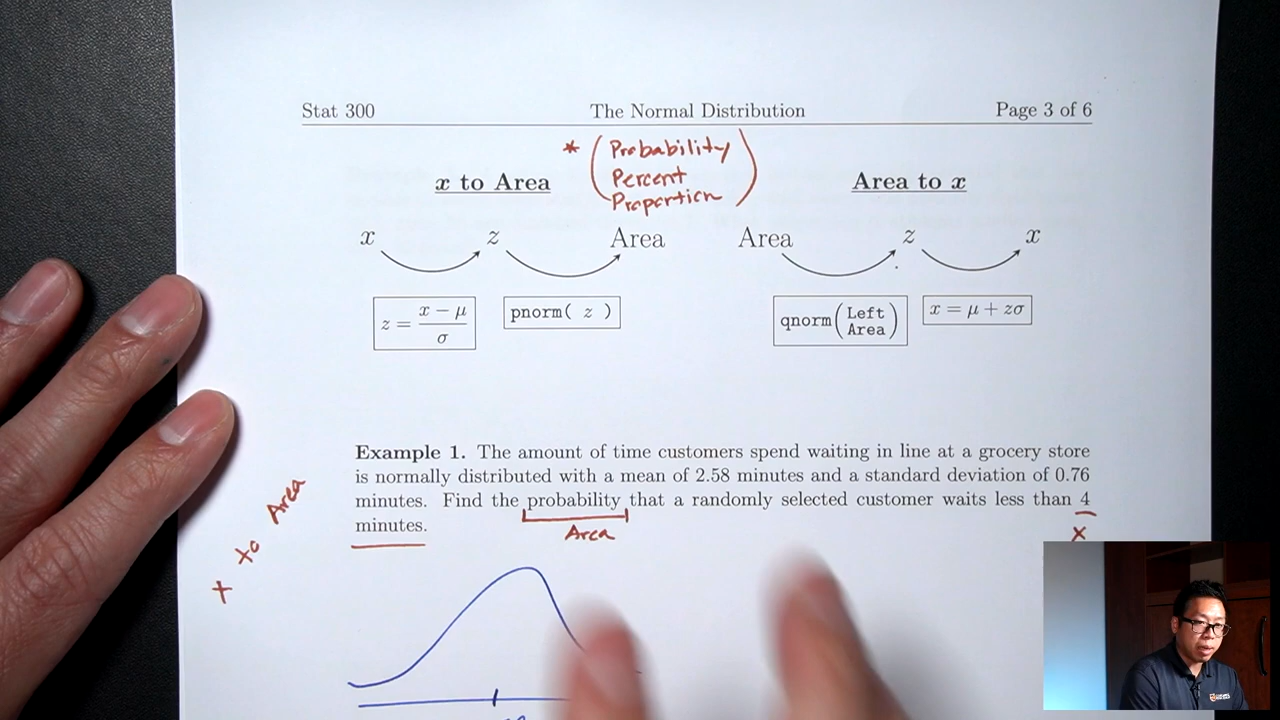 Stat 300 The Normal Distribution Page 3 of 6
* (Probability
Percent
Proportion)
x to Area Area to x
x z Area Area z x
z = x − μ / σ pnorm( z ) qnorm(Left Area) x = μ + zσ
Example 1. The amount of time customers spend waiting in line at a grocery store
is normally distributed with a mean of 2.58 minutes and a standard deviation of 0.76
minutes. Find the probability that a randomly selected customer waits less than 4
minutes.
Area
x
x to Area